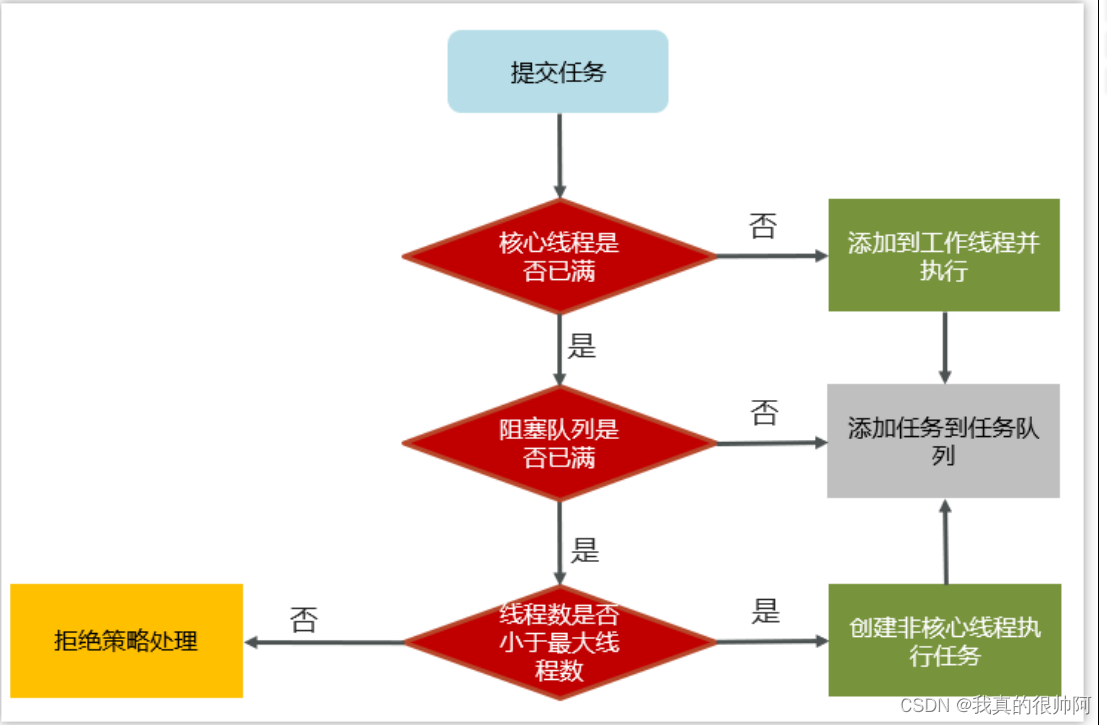 提交任务
核心线程是
否已满
否
添加到工作线程并
执行
是
阻塞队列是
否已满
否
添加任务到任务队
列
是
线程数是否
小于最大线
程数
否
拒绝策略处理
是
创建非核心线程执
行任务
CSDN @我真的很帅阿